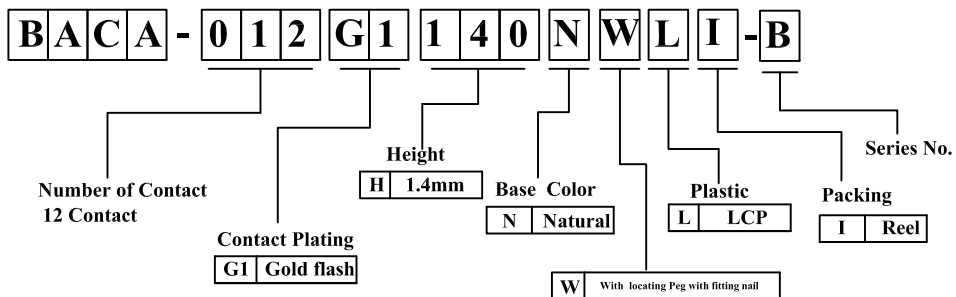 BACA-012G1140NWLI-B
Series No.
Height
H 1.4mm
Number of Contact
12 Contact
Base Color
N Natural
Plastic
L LCP
Packing
I Reel
Contact Plating
G1 Gold flash
W With locating Peg with fitting nail